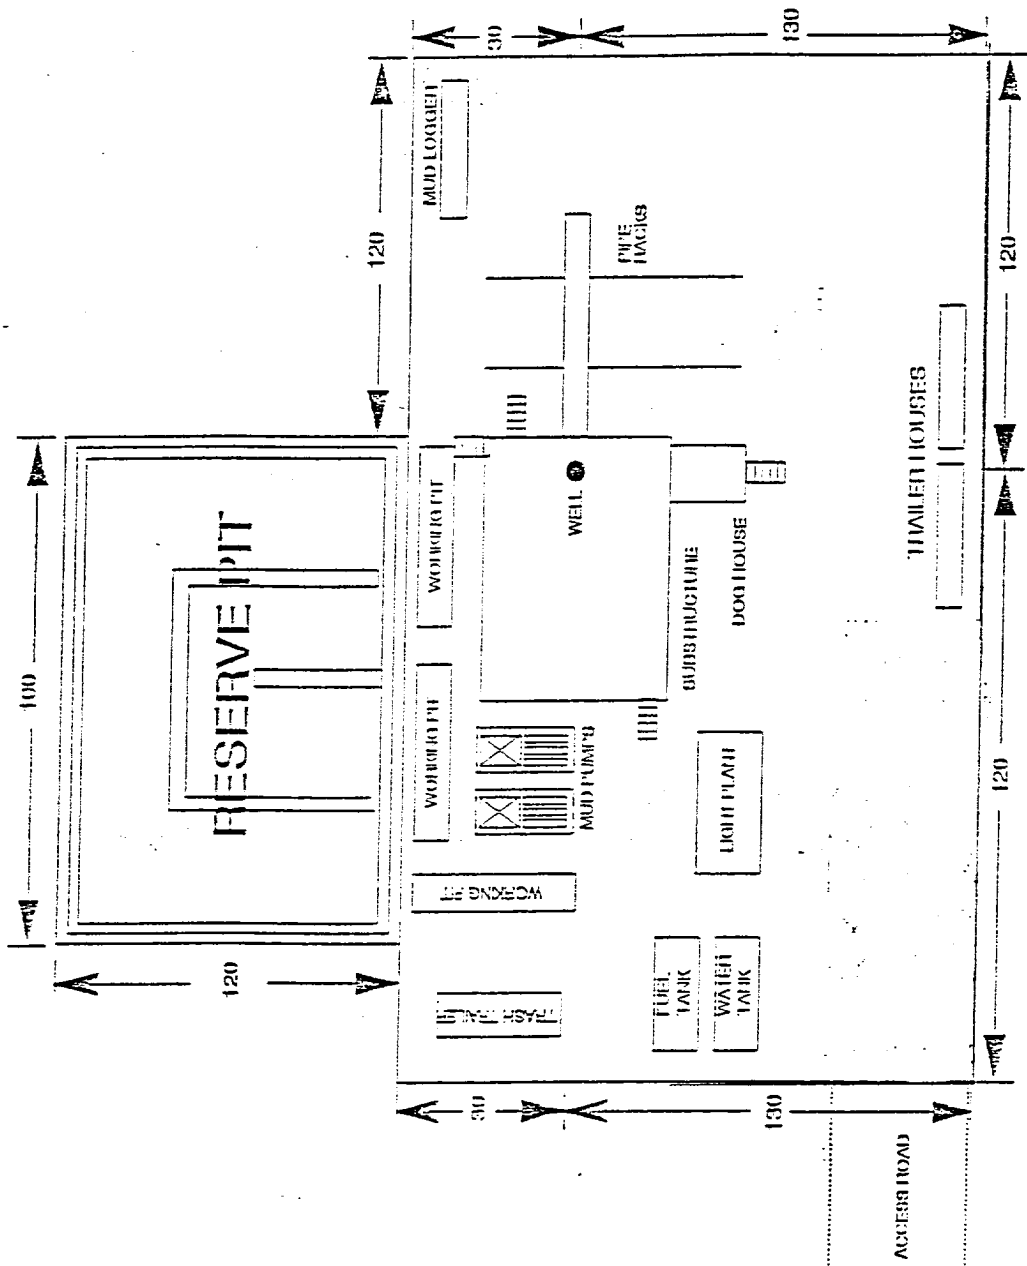 30
130
120
MUD LOGGER
PIPE
RACKS
120
100
RESERVE PIT
WORKING PIT
WELL
SUBSTRUCTURE
DOG HOUSE
TRAILER HOUSES
WORKING PIT
MUD PUMPS
LIGHT PLANT
120
WORKING PIT
120
TRASH TRAILER
FUEL
TANK
WATER
TANK
30
130
ACCESS ROAD